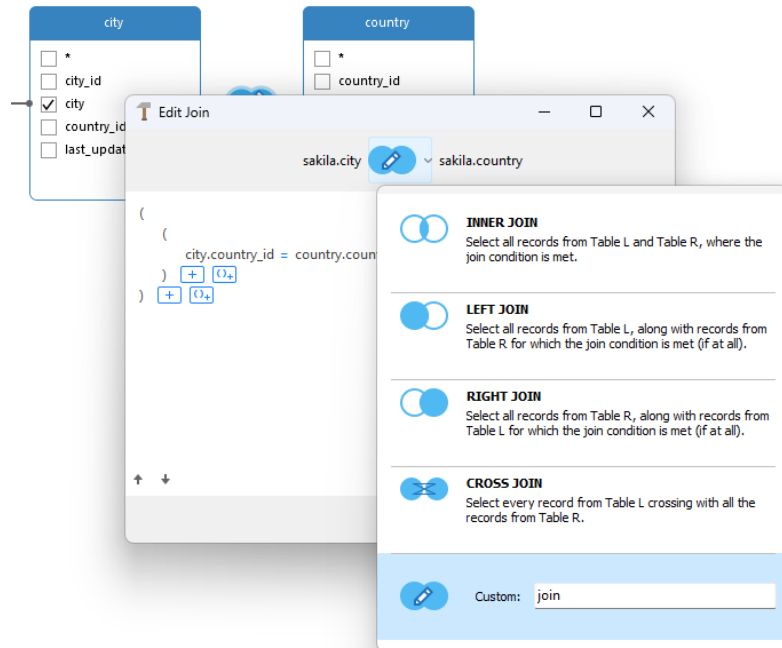 city
country
*
*
city_id
country_id
city
Edit Join
country_id
last_updat
sakila.city
sakila.country
(
(
city.country_id = country.count
) + ()+
) + ()+
INNER JOIN
Select all records from Table L and Table R, where the
join condition is met.
LEFT JOIN
Select all records from Table L, along with records from
Table R for which the join condition is met (if at all).
RIGHT JOIN
Select all records from Table R, along with records from
Table L for which the join condition is met (if at all).
CROSS JOIN
Select every record from Table L crossing with all the
records from Table R.
Custom: join